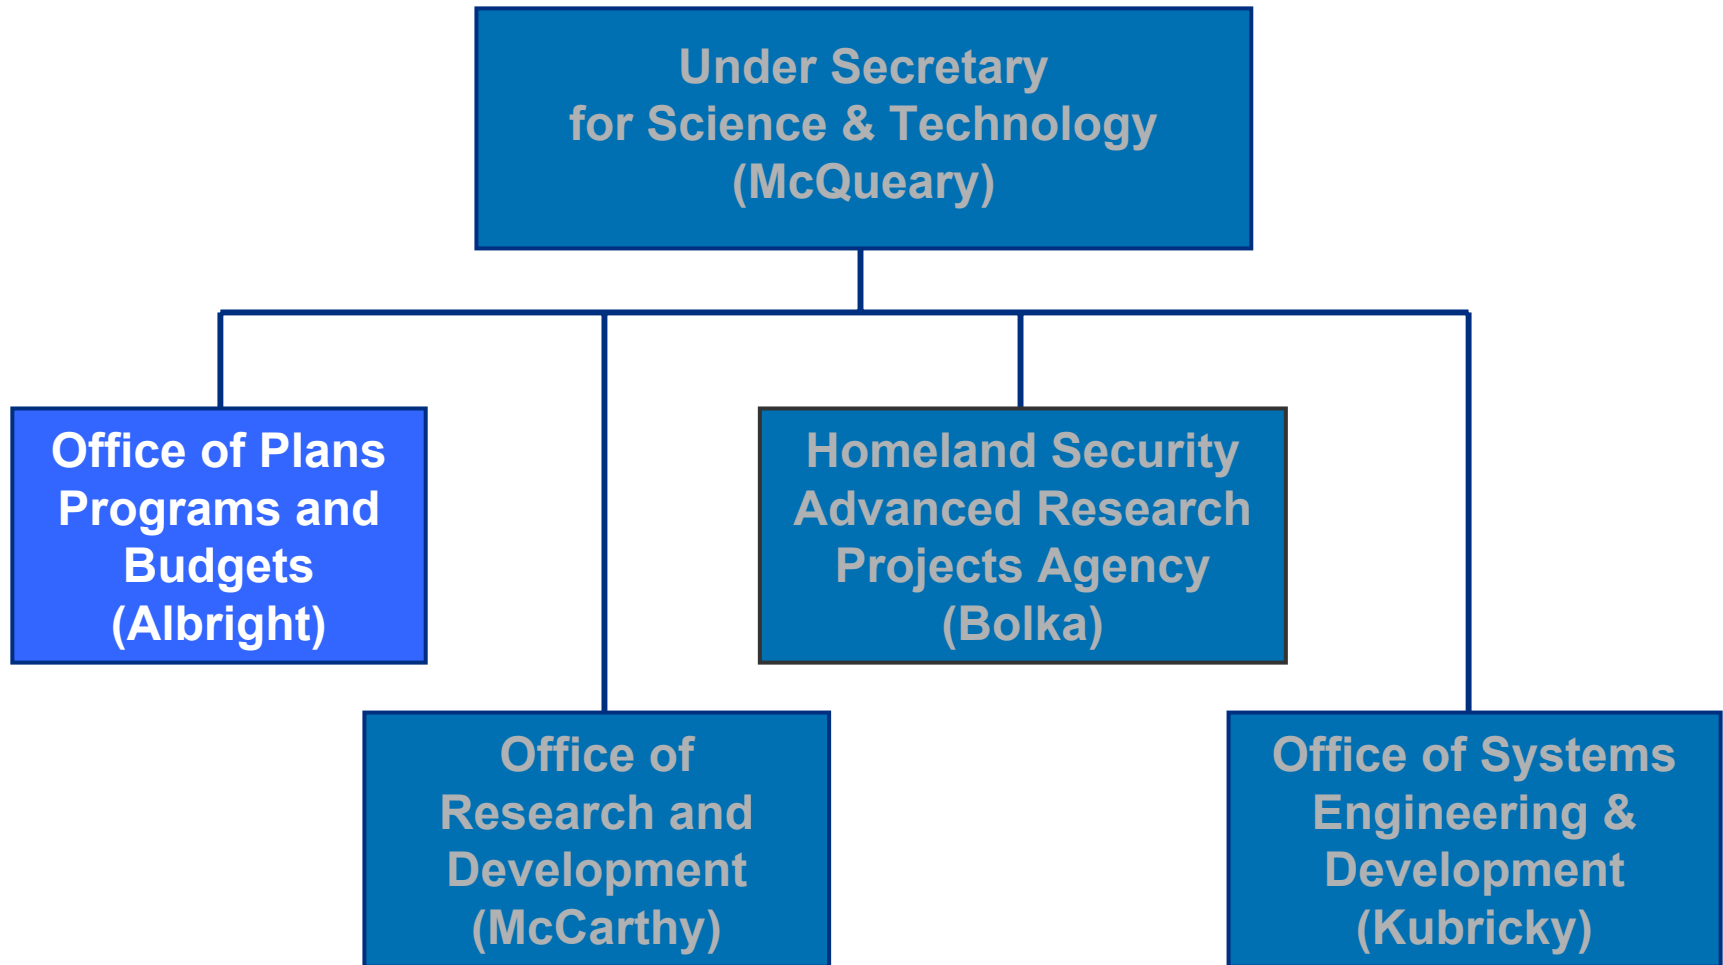 Under Secretary
for Science & Technology
(McQueary)
Office of Plans
Programs and
Budgets
(Albright)
Homeland Security
Advanced Research
Projects Agency
(Bolka)
Office of
Research and
Development
(McCarthy)
Office of Systems
Engineering &
Development
(Kubricky)